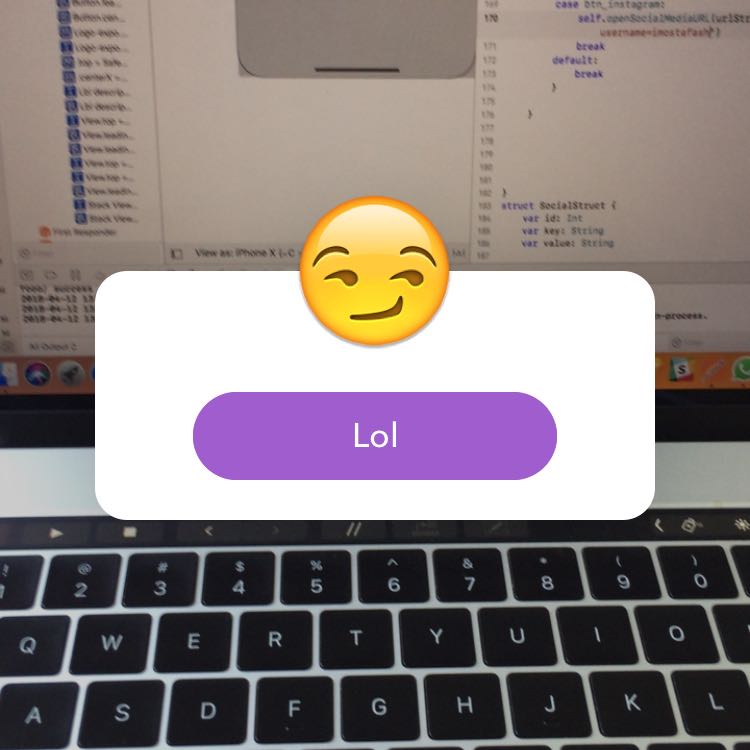 Button.lea...
Button.cen...
Logo-expo...
Logo-expo...
top = Safe...
centerX =...
Lbl descrip...
Lbl descrip...
View.top =...
View.leadin...
View.leadin...
View.top =...
View.top =...
View.leadin...
Stack View...
Stack View...
First Responder
169 case btn_instagram:
170 self.openSocialMediaURL(urlStr
username=imostafash")
171 break
172 default:
173 break
174 }
175
176 }
177
178
179
180
181
182 }
183 struct SocialStruct {
184 var id: Int
185 var key: String
186 var value: String
187
View as: iPhone X (
success
2018-04-12 13
2018-04-12 13
2018-04-12 13
n-process.
All Output
Lol
@ # $ % ^ & * ( )
2 3 4 5 6 7 8 9 0
Q W E R T Y U I O
A S D F G H J K L